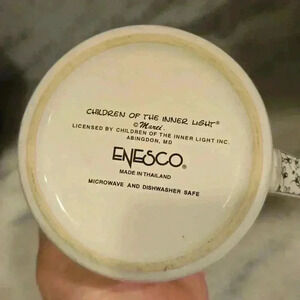 CHILDREN OF THE INNER LIGHT®
© Marci.
LICENSED BY CHILDREN OF THE INNER LIGHT INC.
ABINGDON, MD
ENESCO®
MADE IN THAILAND
MICROWAVE AND DISHWASHER SAFE